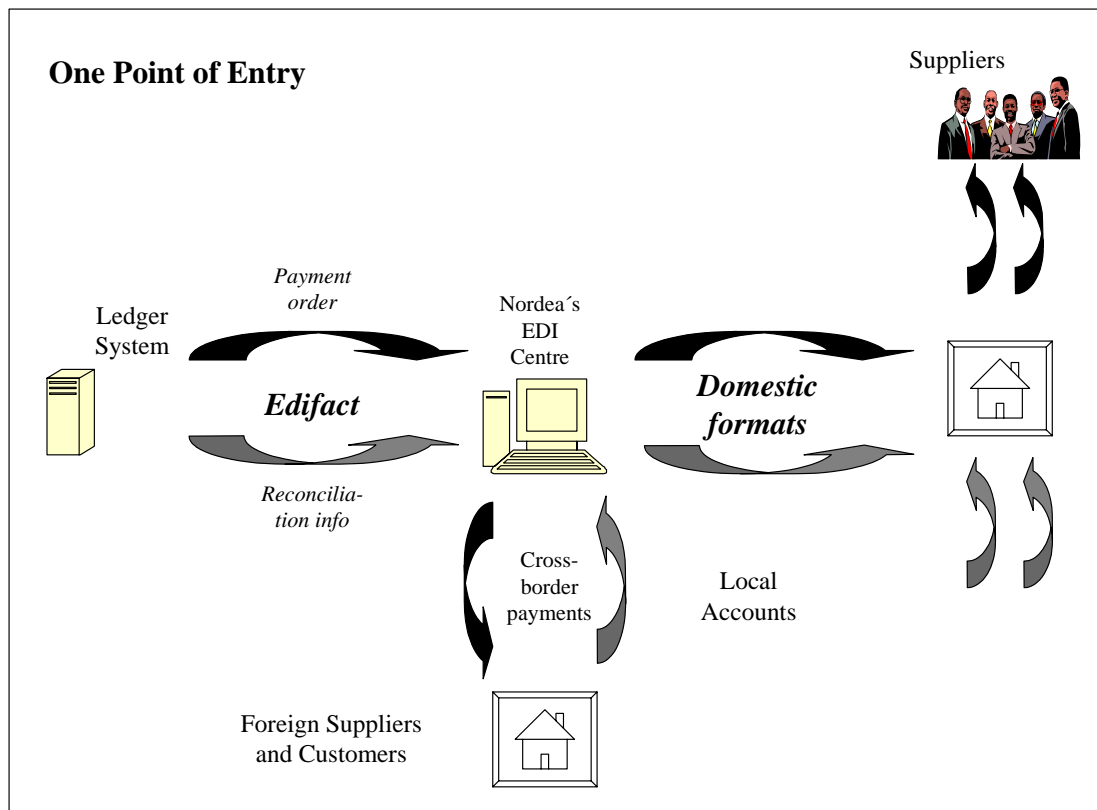 One Point of Entry
Suppliers
Payment
order
Ledger
System
Nordea´s
EDI
Centre
Edifact
Domestic
formats
Reconcilia-
tion info
Cross-
border
payments
Local
Accounts
Foreign Suppliers
and Customers